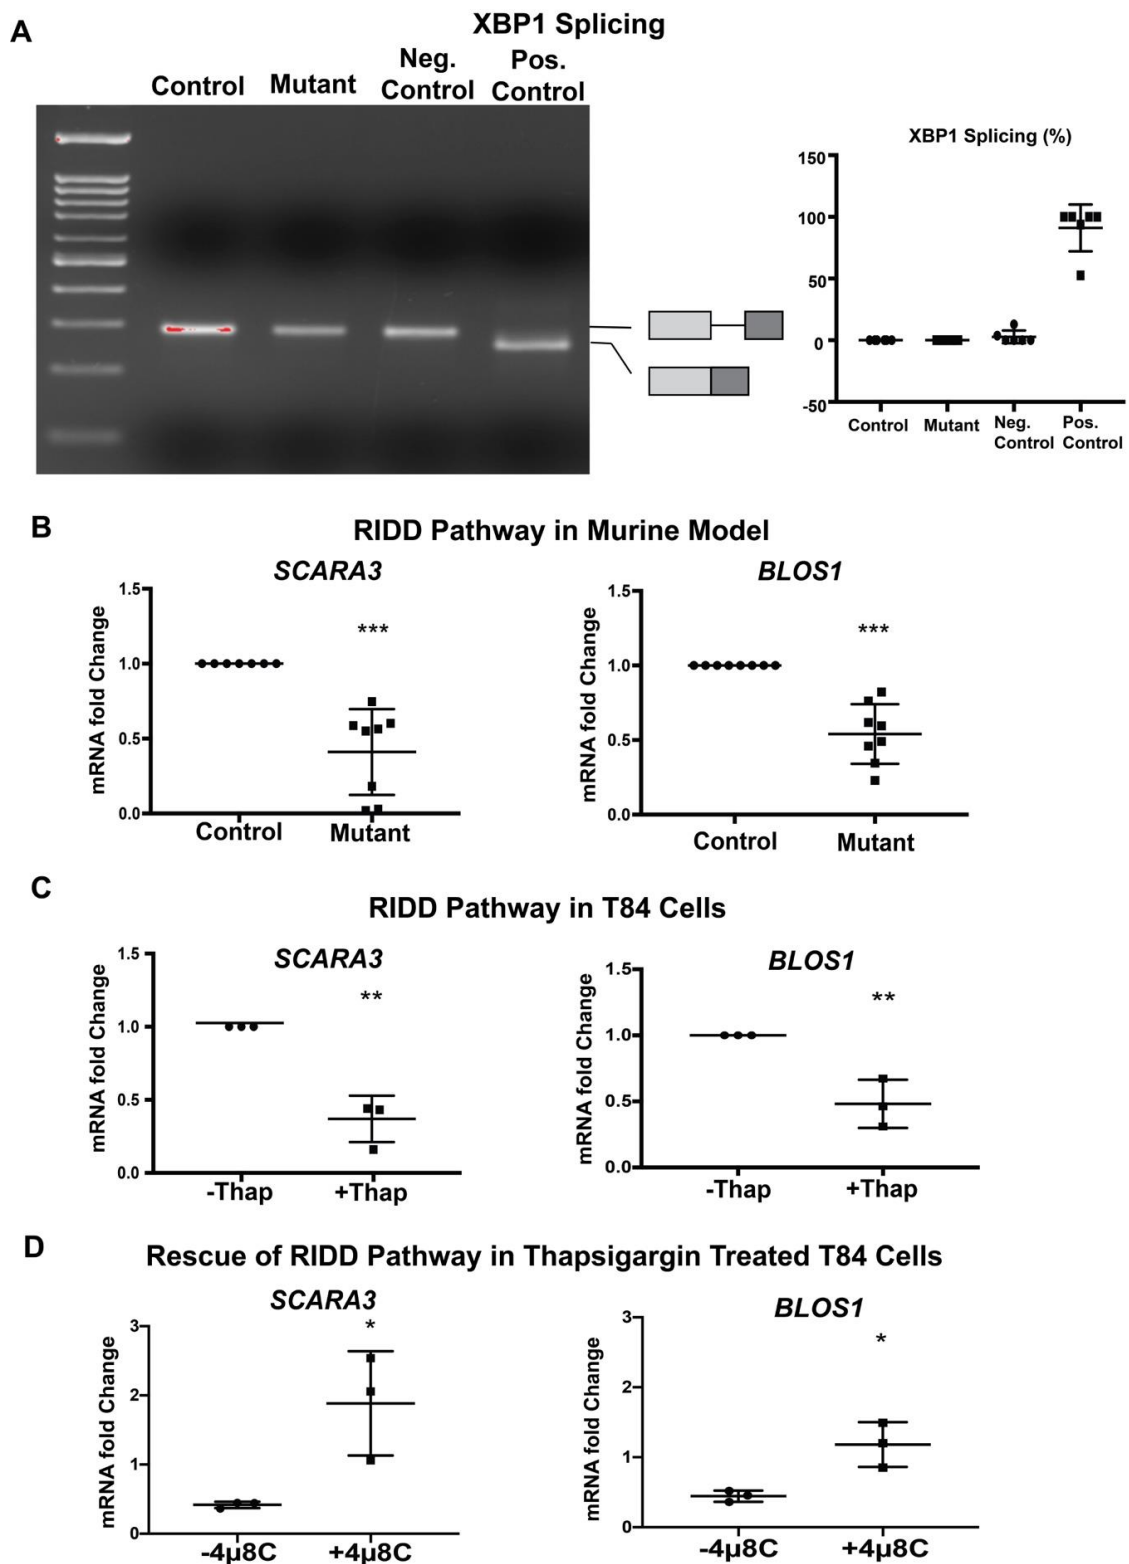 A
XBP1 Splicing
Control
Mutant
Neg.
Control
Pos.
Control
XBP1 Splicing (%)
150
100
50
0
-50
Control
Mutant
Neg.
Control
Pos.
Control
B
RIDD Pathway in Murine Model
SCARA3
mRNA fold Change
1.5
1.0
0.5
0.0
***
Control
Mutant
BLOS1
mRNA fold Change
1.5
1.0
0.5
0.0
***
Control
Mutant
C
RIDD Pathway in T84 Cells
SCARA3
mRNA fold Change
1.5
1.0
0.5
0.0
**
-Thap
+Thap
BLOS1
mRNA fold Change
1.5
1.0
0.5
0.0
**
-Thap
+Thap
D
Rescue of RIDD Pathway in Thapsigargin Treated T84 Cells
SCARA3
mRNA fold Change
3
2
1
0
*
-4μ8C
+4μ8C
BLOS1
mRNA fold Change
3
2
1
0
*
-4μ8C
+4μ8C